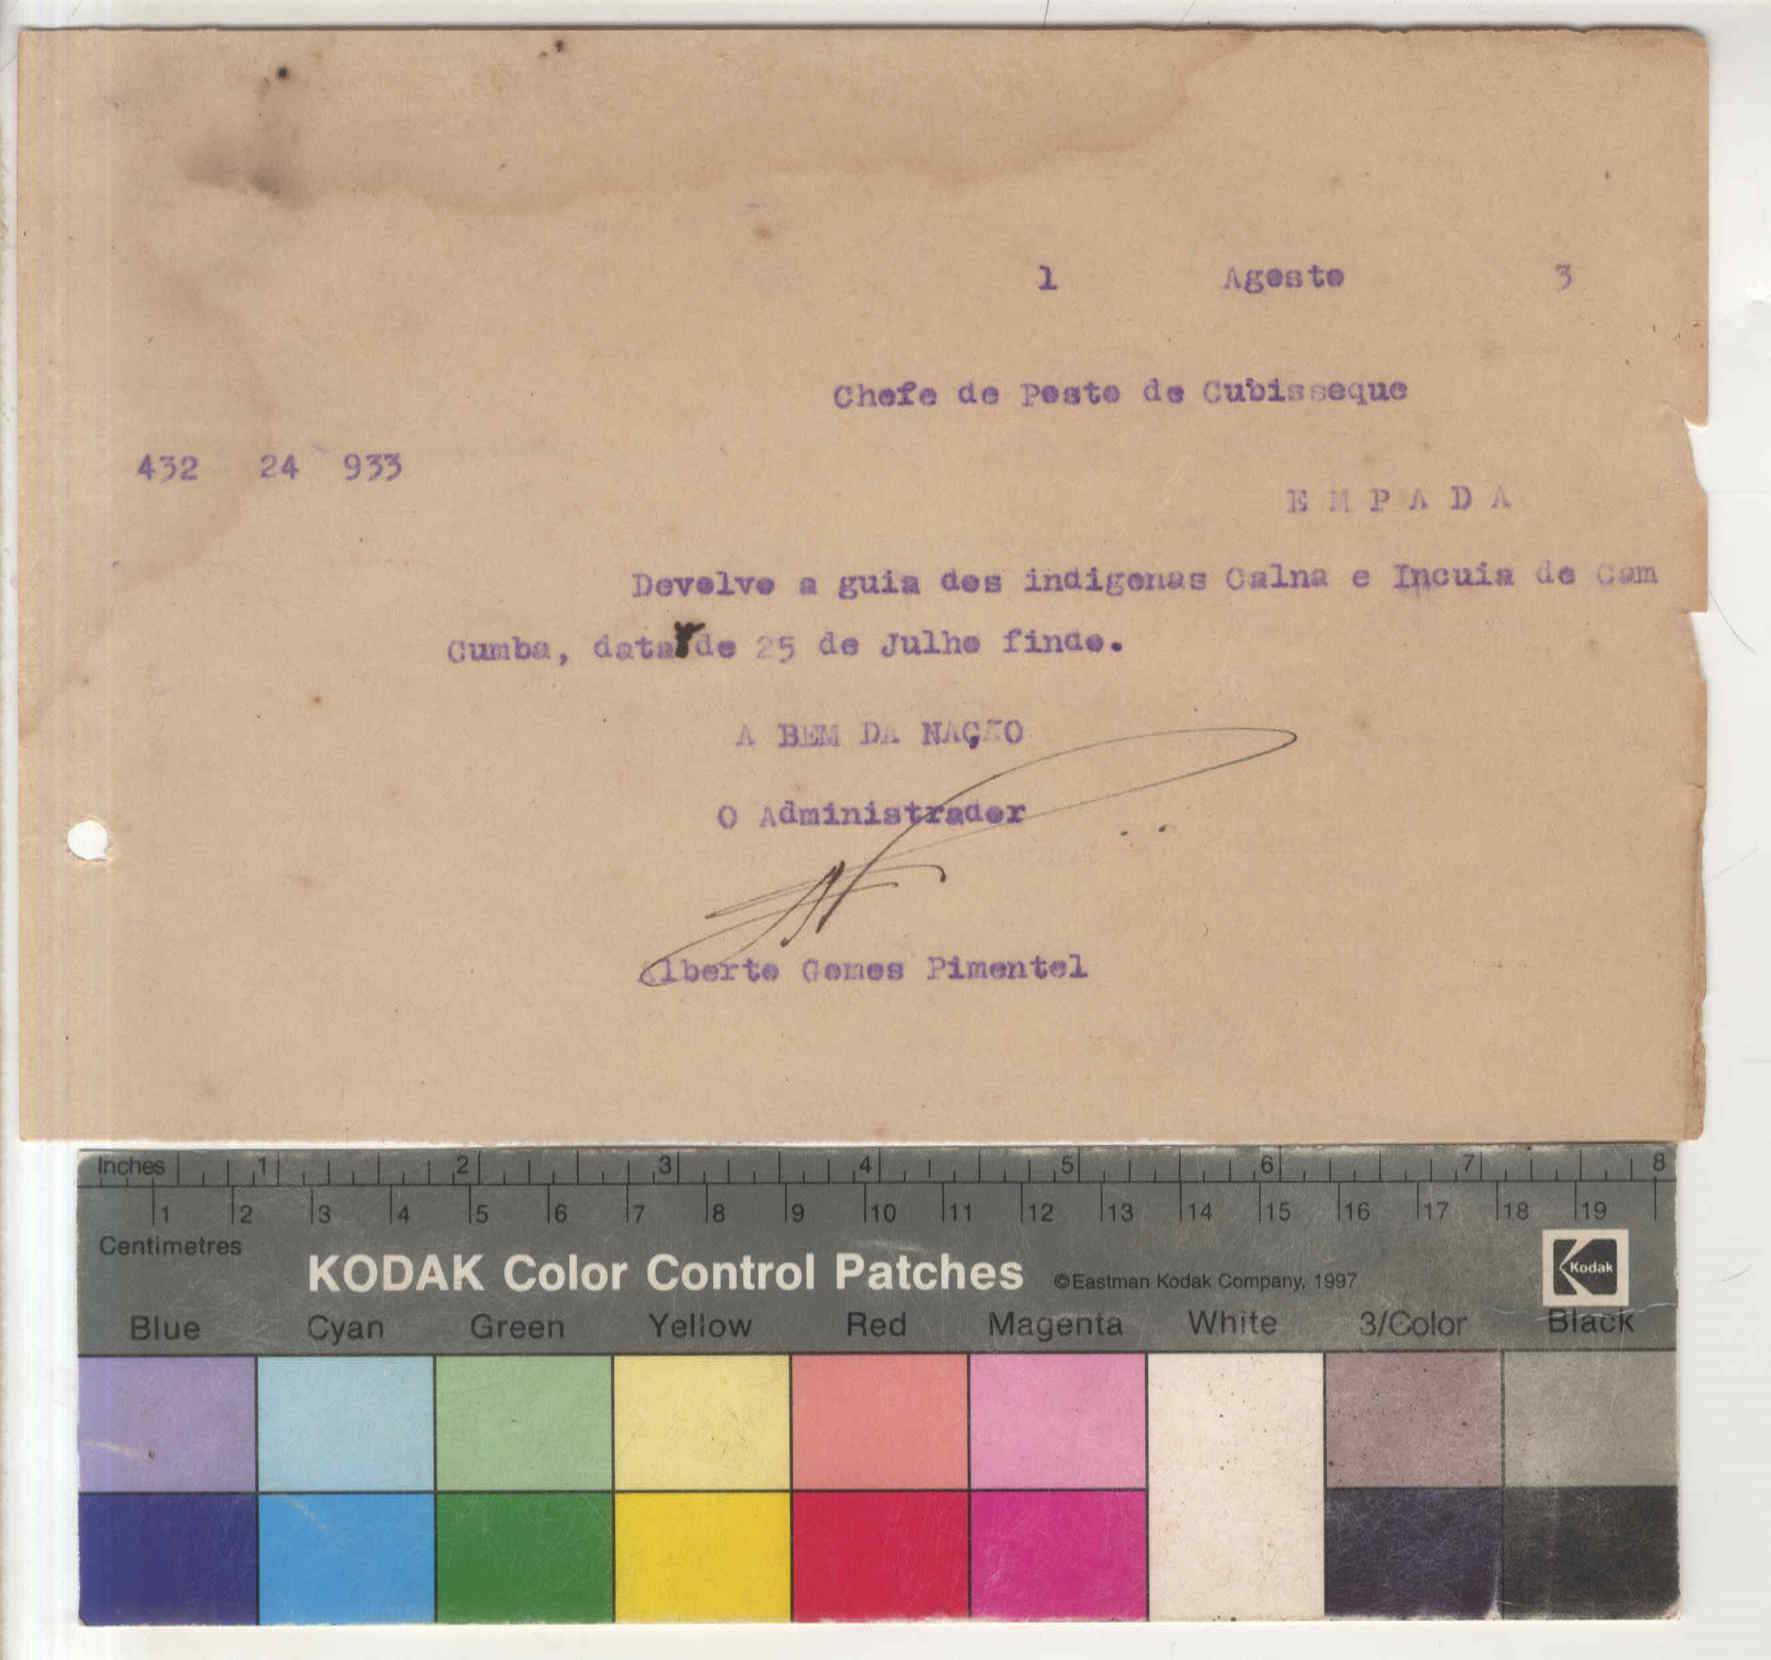 1 Agosto 3
Chefe do Posto de Cubisseque
432 24 933
E M P A D A
Devolvo a guia dos indigenas Calna e Incuia de Cam
Cumba, data de 25 de Julho findo.
A BEM DA NAÇÃO
O Administrador
Alberto Gomes Pimentel
Inches 1 2 3 4 5 6 7 8
1 2 3 4 5 6 7 8 9 10 11 12 13 14 15 16 17 18 19
Centimetres
KODAK Color Control Patches ©Eastman Kodak Company, 1997 Kodak
Blue Cyan Green Yellow Red Magenta White 3/Color Black